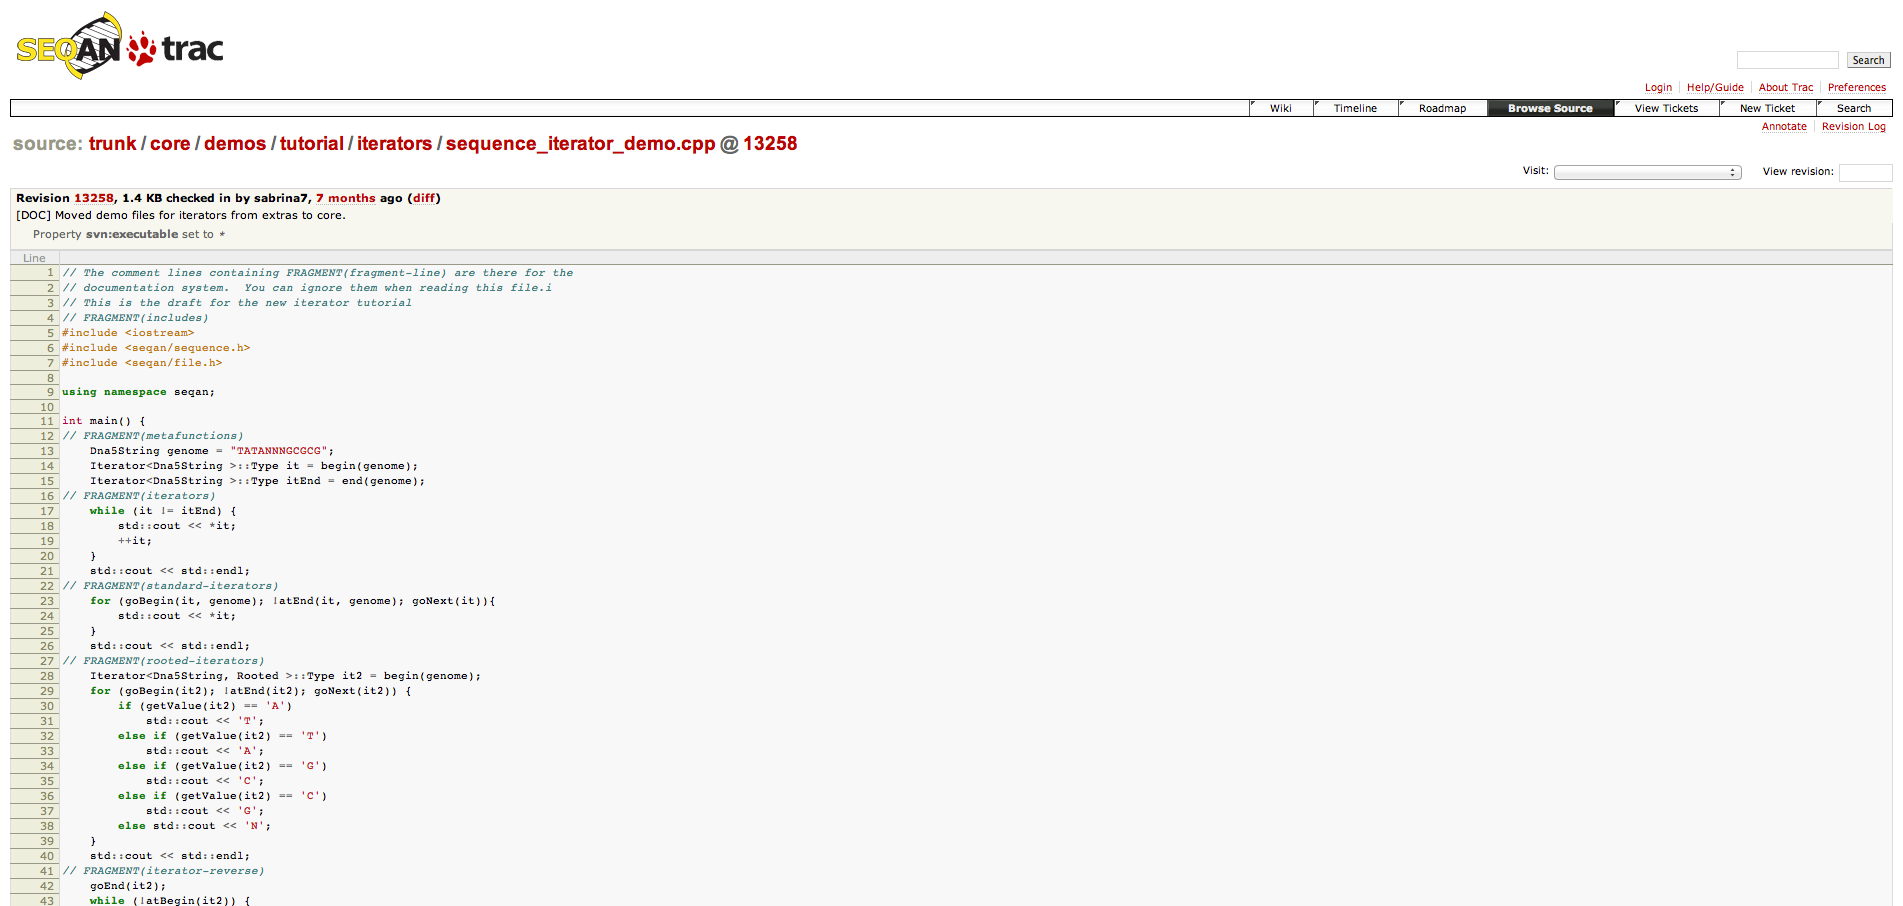 SEQAN trac
Search
Login Help/Guide About Trac Preferences
Wiki Timeline Roadmap Browse Source View Tickets New Ticket Search
Annotate Revision Log
source: trunk / core / demos / tutorial / iterators / sequence_iterator_demo.cpp @ 13258
Visit: View revision:
Revision 13258, 1.4 KB checked in by sabrina7, 7 months ago (diff)
[DOC] Moved demo files for iterators from extras to core.
Property svn:executable set to *
Line
1 // The comment lines containing FRAGMENT(fragment-line) are there for the
2 // documentation system.  You can ignore them when reading this file.i
3 // This is the draft for the new iterator tutorial
4 // FRAGMENT(includes)
5 #include <iostream>
6 #include <seqan/sequence.h>
7 #include <seqan/file.h>
8
9 using namespace seqan;
10
11 int main() {
12 // FRAGMENT(metafunctions)
13     Dna5String genome = "TATANNNGCGCG";
14     Iterator<Dna5String >::Type it = begin(genome);
15     Iterator<Dna5String >::Type itEnd = end(genome);
16 // FRAGMENT(iterators)
17     while (it != itEnd) {
18         std::cout << *it;
19         ++it;
20     }
21     std::cout << std::endl;
22 // FRAGMENT(standard-iterators)
23     for (goBegin(it, genome); !atEnd(it, genome); goNext(it)){
24         std::cout << *it;
25     }
26     std::cout << std::endl;
27 // FRAGMENT(rooted-iterators)
28     Iterator<Dna5String, Rooted >::Type it2 = begin(genome);
29     for (goBegin(it2); !atEnd(it2); goNext(it2)) {
30         if (getValue(it2) == 'A')
31             std::cout << 'T';
32         else if (getValue(it2) == 'T')
33             std::cout << 'A';
34         else if (getValue(it2) == 'G')
35             std::cout << 'C';
36         else if (getValue(it2) == 'C')
37             std::cout << 'G';
38         else std::cout << 'N';
39     }
40     std::cout << std::endl;
41 // FRAGMENT(iterator-reverse)
42     goEnd(it2);
43     while (!atBegin(it2)) {